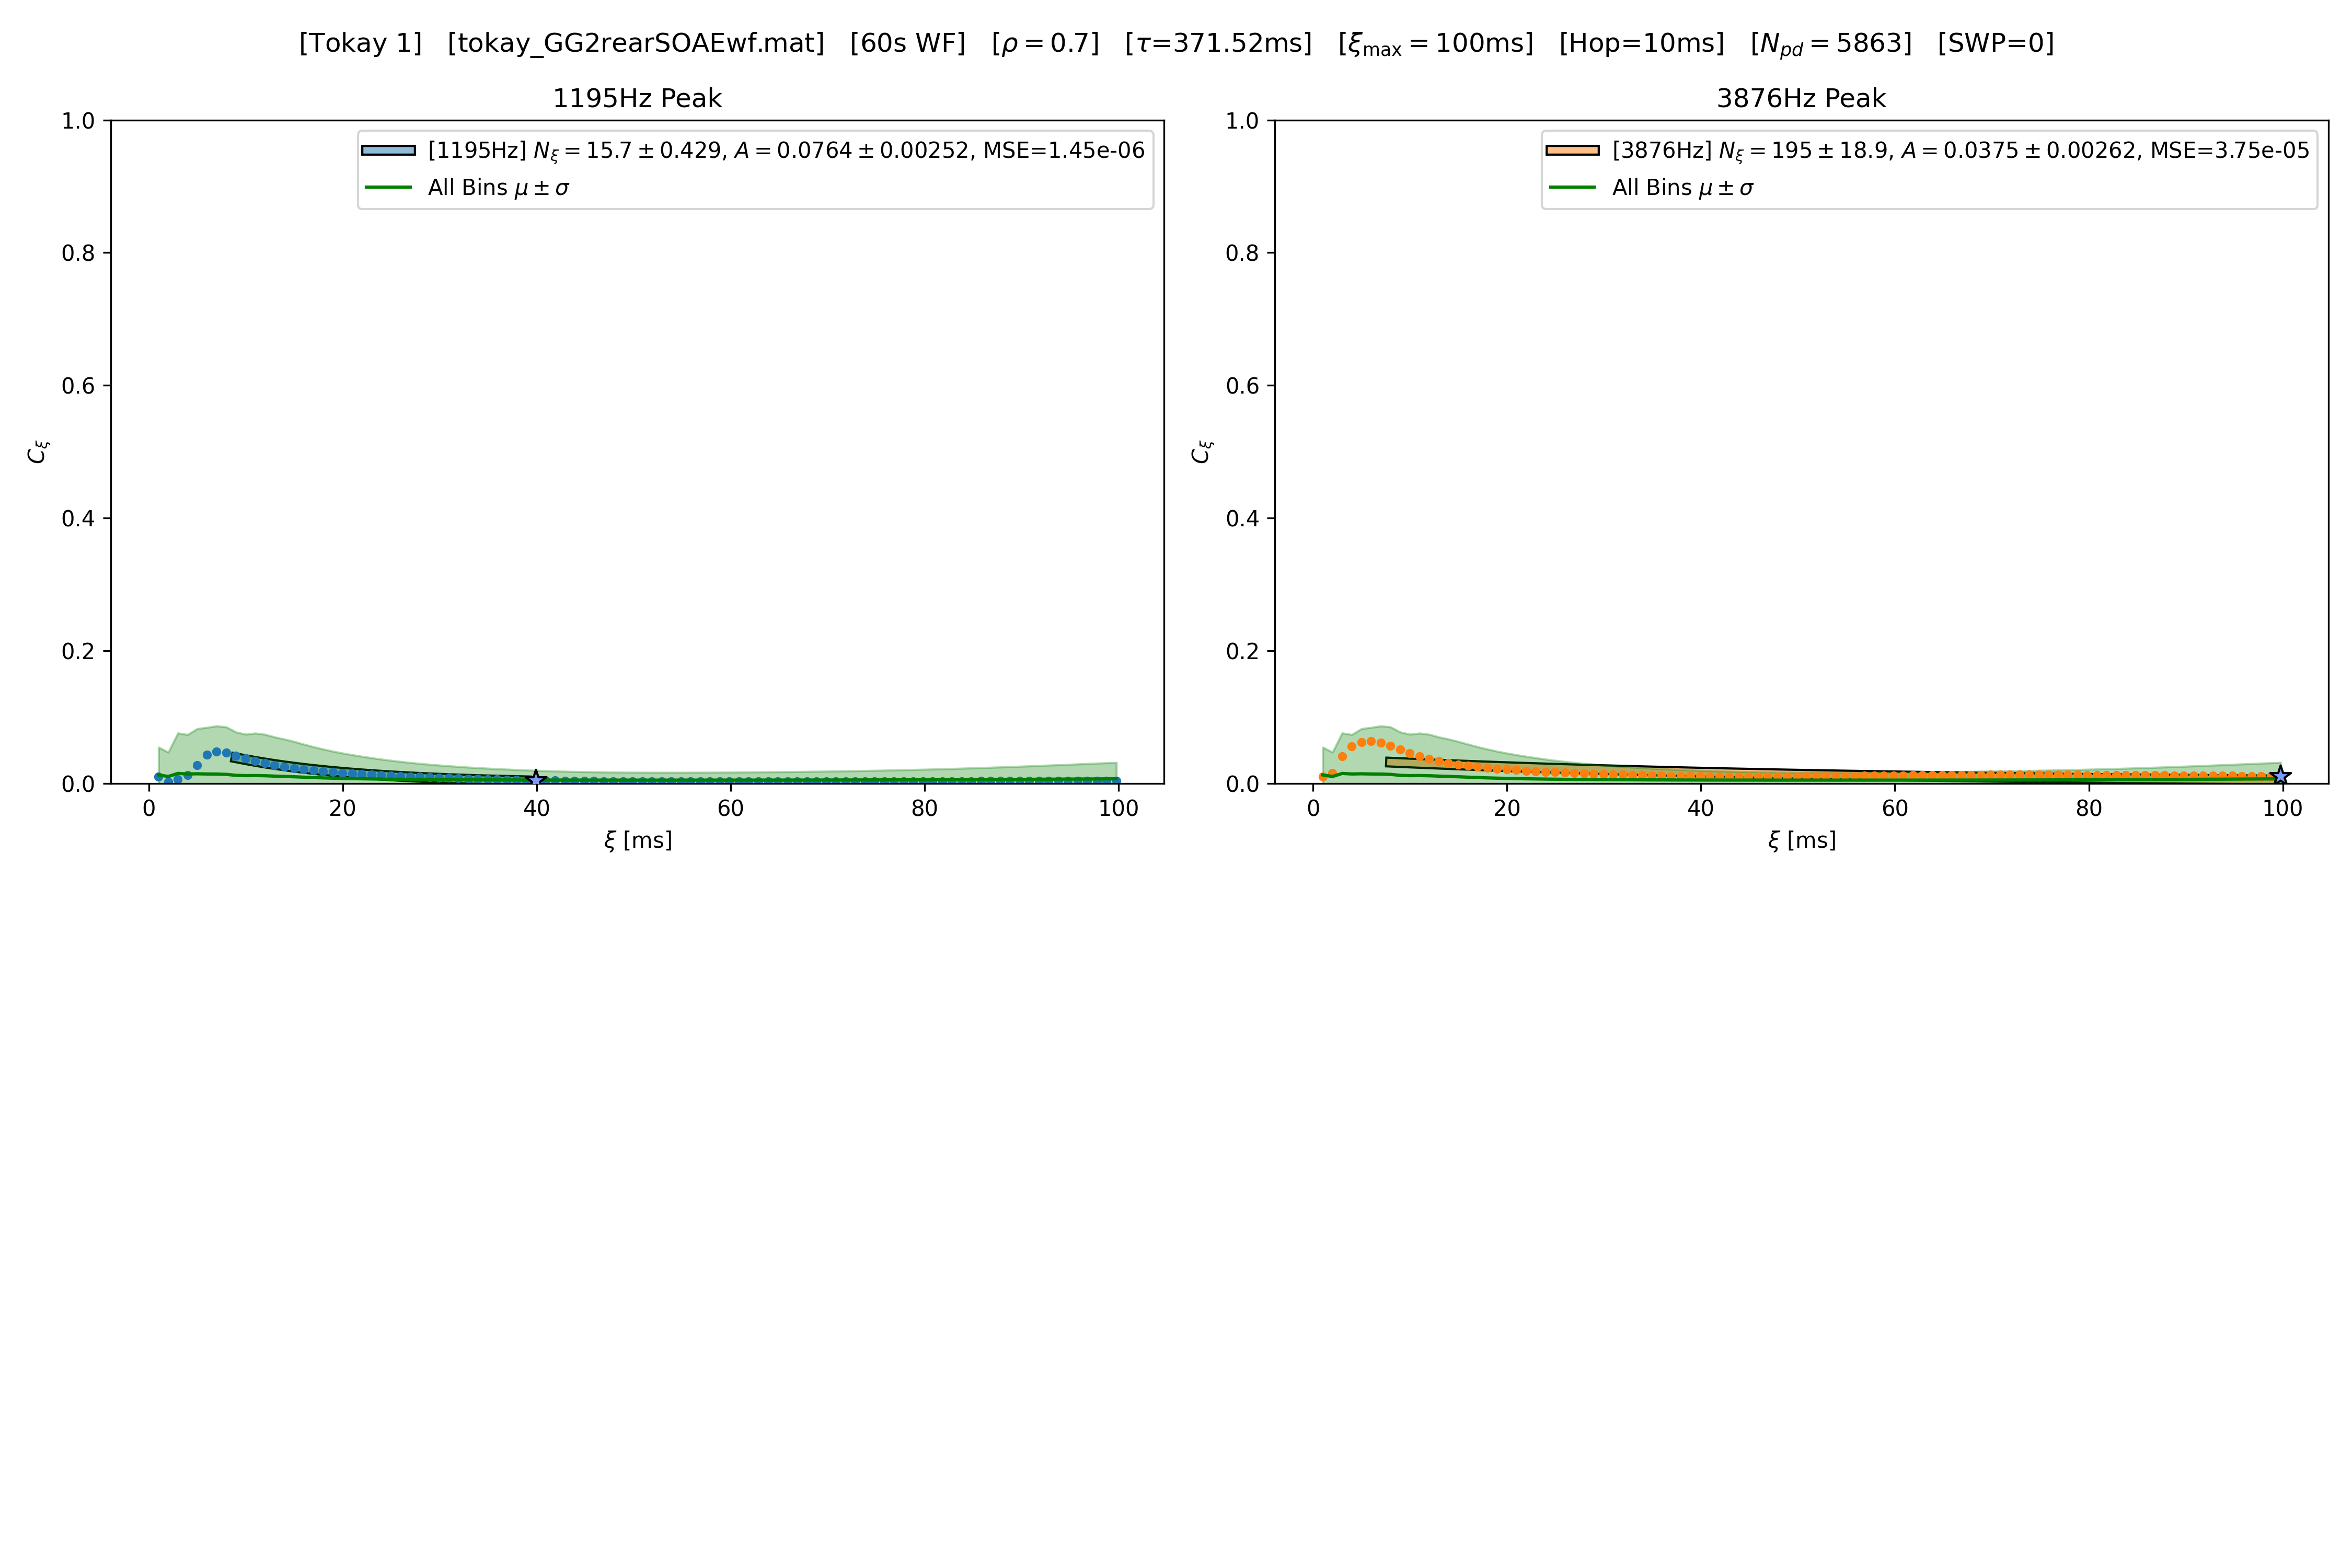 [Tokay 1] [tokay_GG2rearSOAEwf.mat] [60s WF] [ρ = 0.7] [τ=371.52ms] [ξmax = 100ms] [Hop=10ms] [Npd = 5863] [SWP=0]
1195Hz Peak
1.0
0.8
0.6
0.4
0.2
0.0
Cξ
[1195Hz] Nξ = 15.7 ± 0.429, A = 0.0764 ± 0.00252, MSE=1.45e-06
All Bins μ ± σ
0 20 40 60 80 100
ξ [ms]
3876Hz Peak
1.0
0.8
0.6
0.4
0.2
0.0
Cξ
[3876Hz] Nξ = 195 ± 18.9, A = 0.0375 ± 0.00262, MSE=3.75e-05
All Bins μ ± σ
0 20 40 60 80 100
ξ [ms]